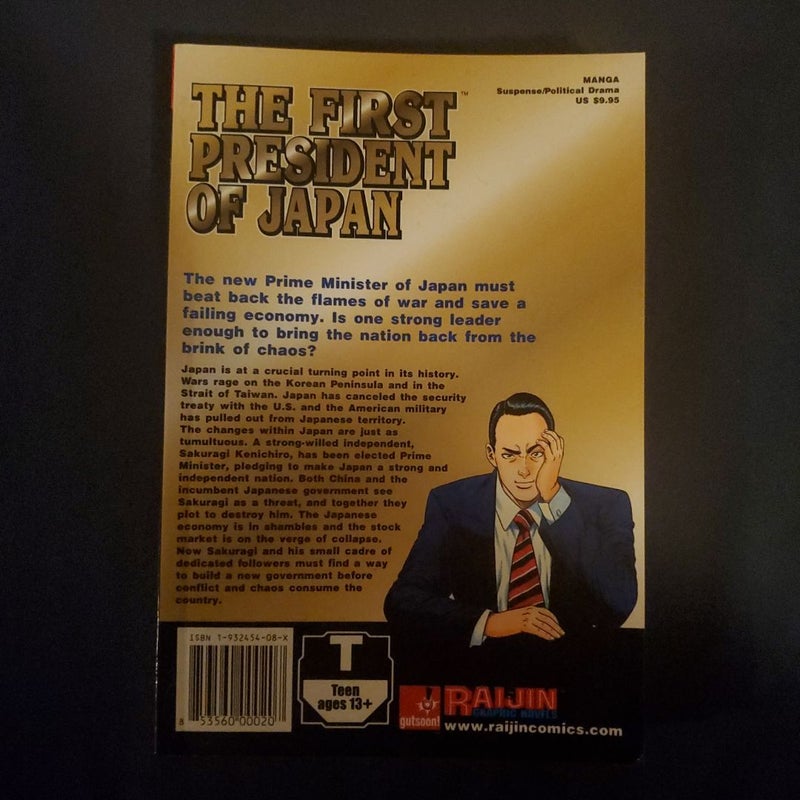 MANGA
Suspense/Political Drama
US $9.95
THE FIRST
PRESIDENT
OF JAPAN
™
The new Prime Minister of Japan must
beat back the flames of war and save a
failing economy. Is one strong leader
enough to bring the nation back from the
brink of chaos?
Japan is at a crucial turning point in its history.
Wars rage on the Korean Peninsula and in the
Strait of Taiwan. Japan has canceled the security
treaty with the U.S. and the American military
has pulled out from Japanese territory.
The changes within Japan are just as
tumultuous. A strong-willed independent,
Sakuragi Kenichiro, has been elected Prime
Minister, pledging to make Japan a strong and
independent nation. Both China and the
incumbent Japanese government see
Sakuragi as a threat, and together they
plot to destroy him. The Japanese
economy is in shambles and the stock
market is on the verge of collapse.
Now Sakuragi and his small cadre of
dedicated followers must find a way
to build a new government before
conflict and chaos consume the
country.
ISBN 1-932454-08-X
8 53560 00020
T
Teen
ages 13+
gutsoon!
RAIJIN
GRAPHIC NOVELS
www.raijincomics.com